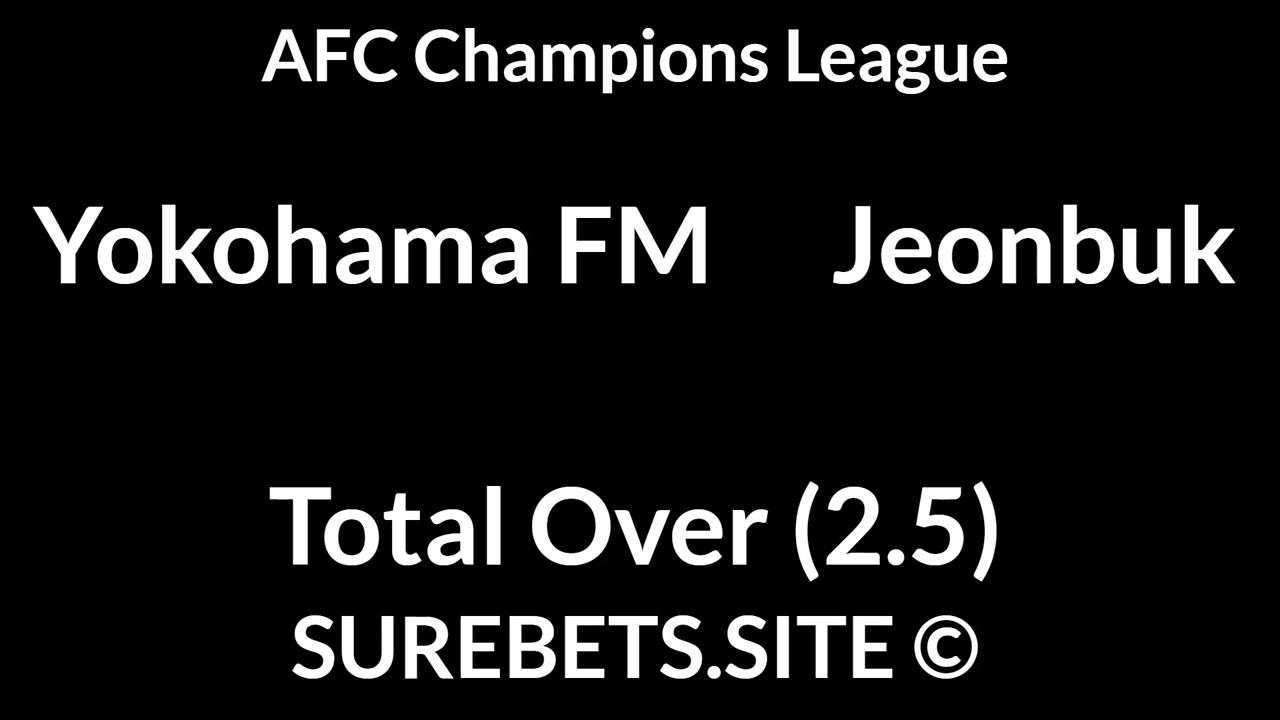 AFC Champions League
Yokohama FM Jeonbuk
Total Over (2.5)
SUREBETS.SITE ©